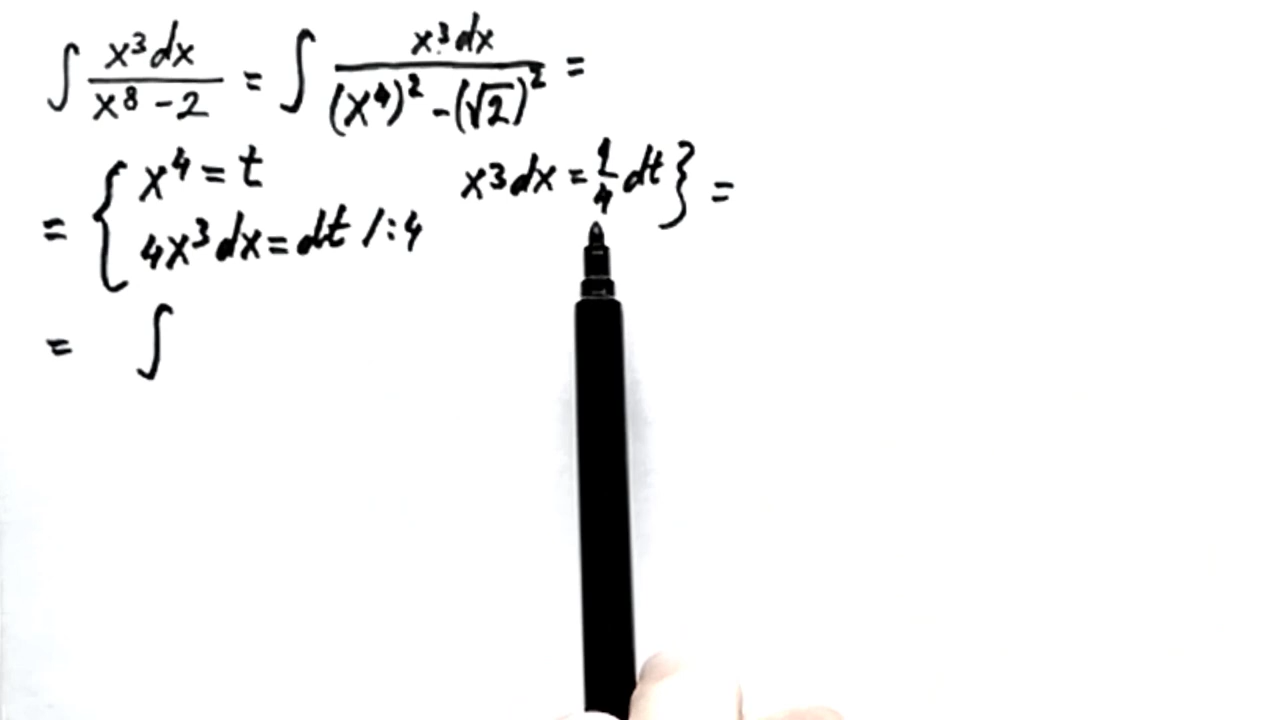 ∫ x³dx / x⁸ - 2 = ∫ x³dx / (x⁴)² - (√2)² =
= { x⁴ = t x³dx = 1/4 dt } =
4x³dx = dt /:4
= ∫